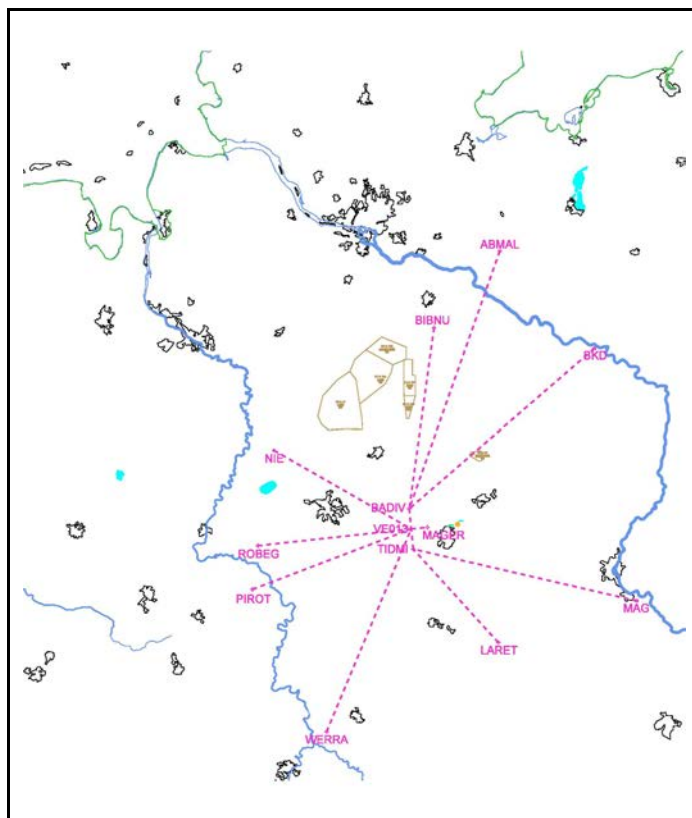 ABMAL
BIBNU
BKD
NIE
BADIV
VE013
MAGER
TIDMI
ROBEG
PIROT
MAG
LARET
WERRA